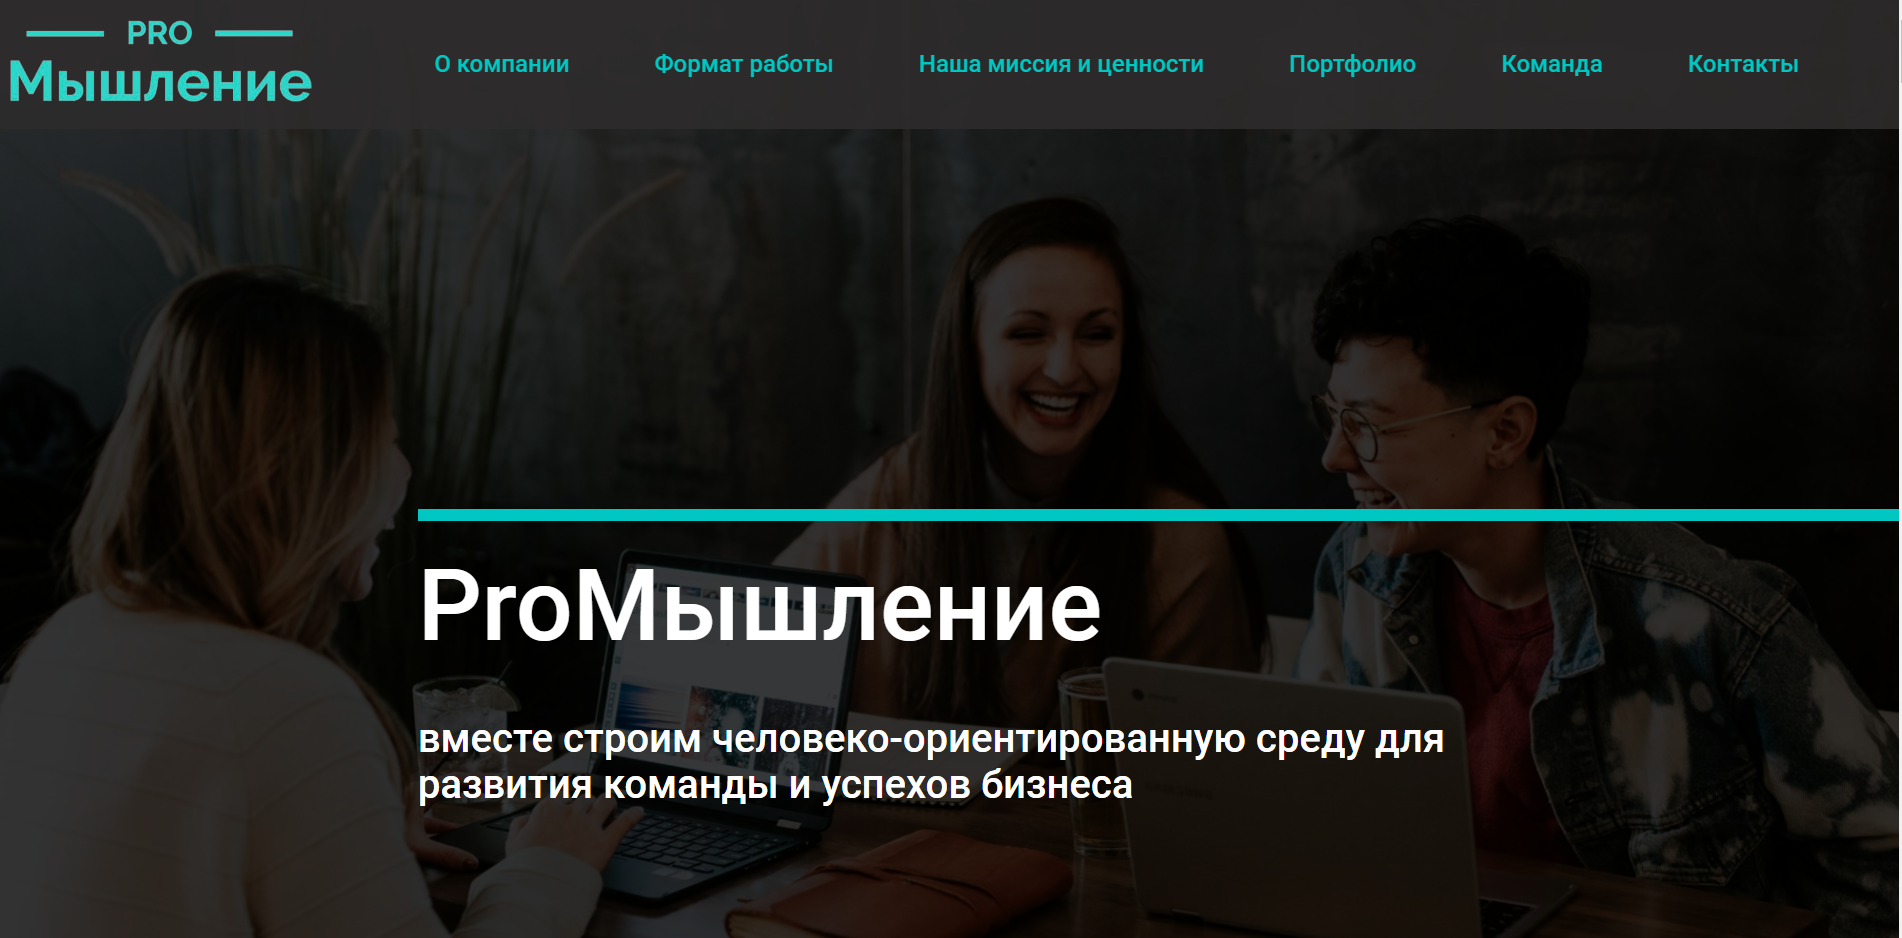 PRO
Мышление
О компании
Формат работы
Наша миссия и ценности
Портфолио
Команда
Контакты
ProМышление
вместе строим человеко-ориентированную среду для
развития команды и успехов бизнеса